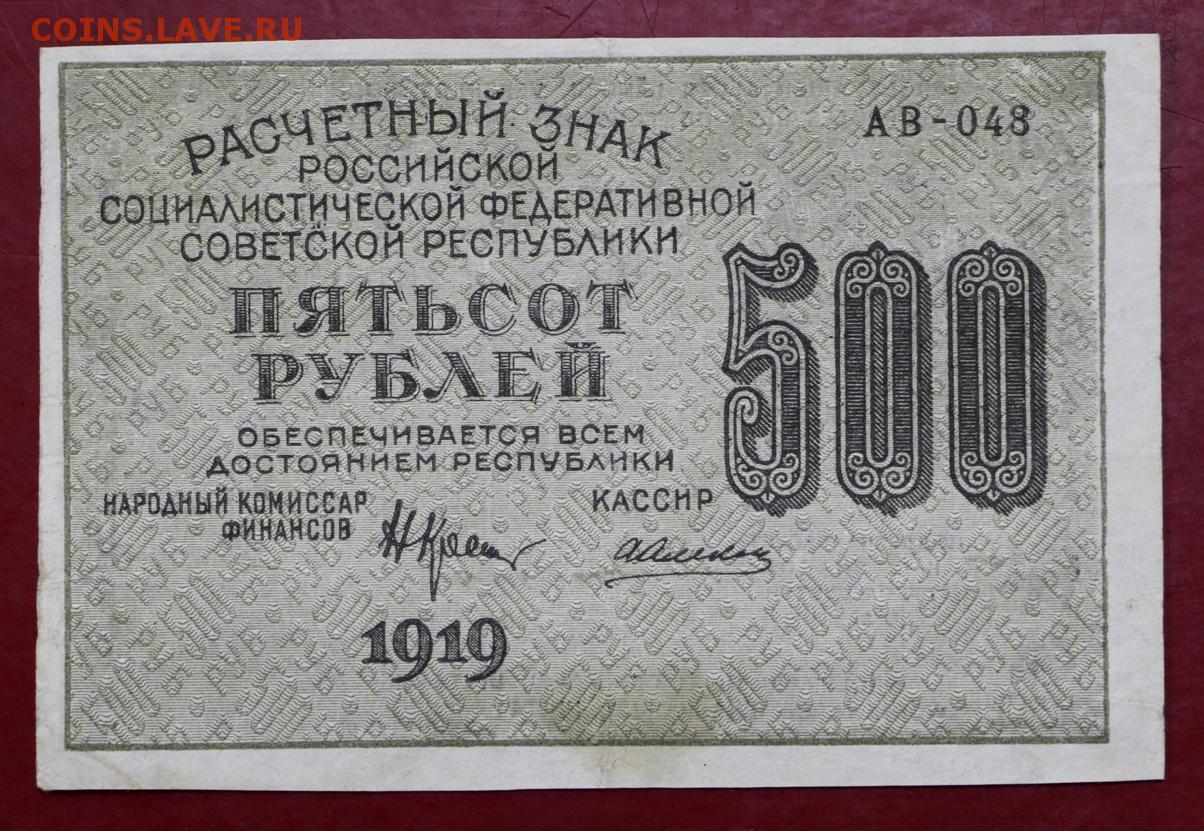 COINS.LAVE.RU
РАСЧЕТНЫЙ ЗНАК
АВ-048
РОССИЙСКОЙ
СОЦИАЛИСТИЧЕСКОЙ ФЕДЕРАТИВНОЙ
СОВЕТСКОЙ РЕСПУБЛИКИ
ПЯТЬСОТ
РУБЛЕЙ
500
ОБЕСПЕЧИВАЕТСЯ ВСЕМ
ДОСТОЯНИЕМ РЕСПУБЛИКИ
НАРОДНЫЙ КОМИССАР
ФИНАНСОВ
КАССИР
1919